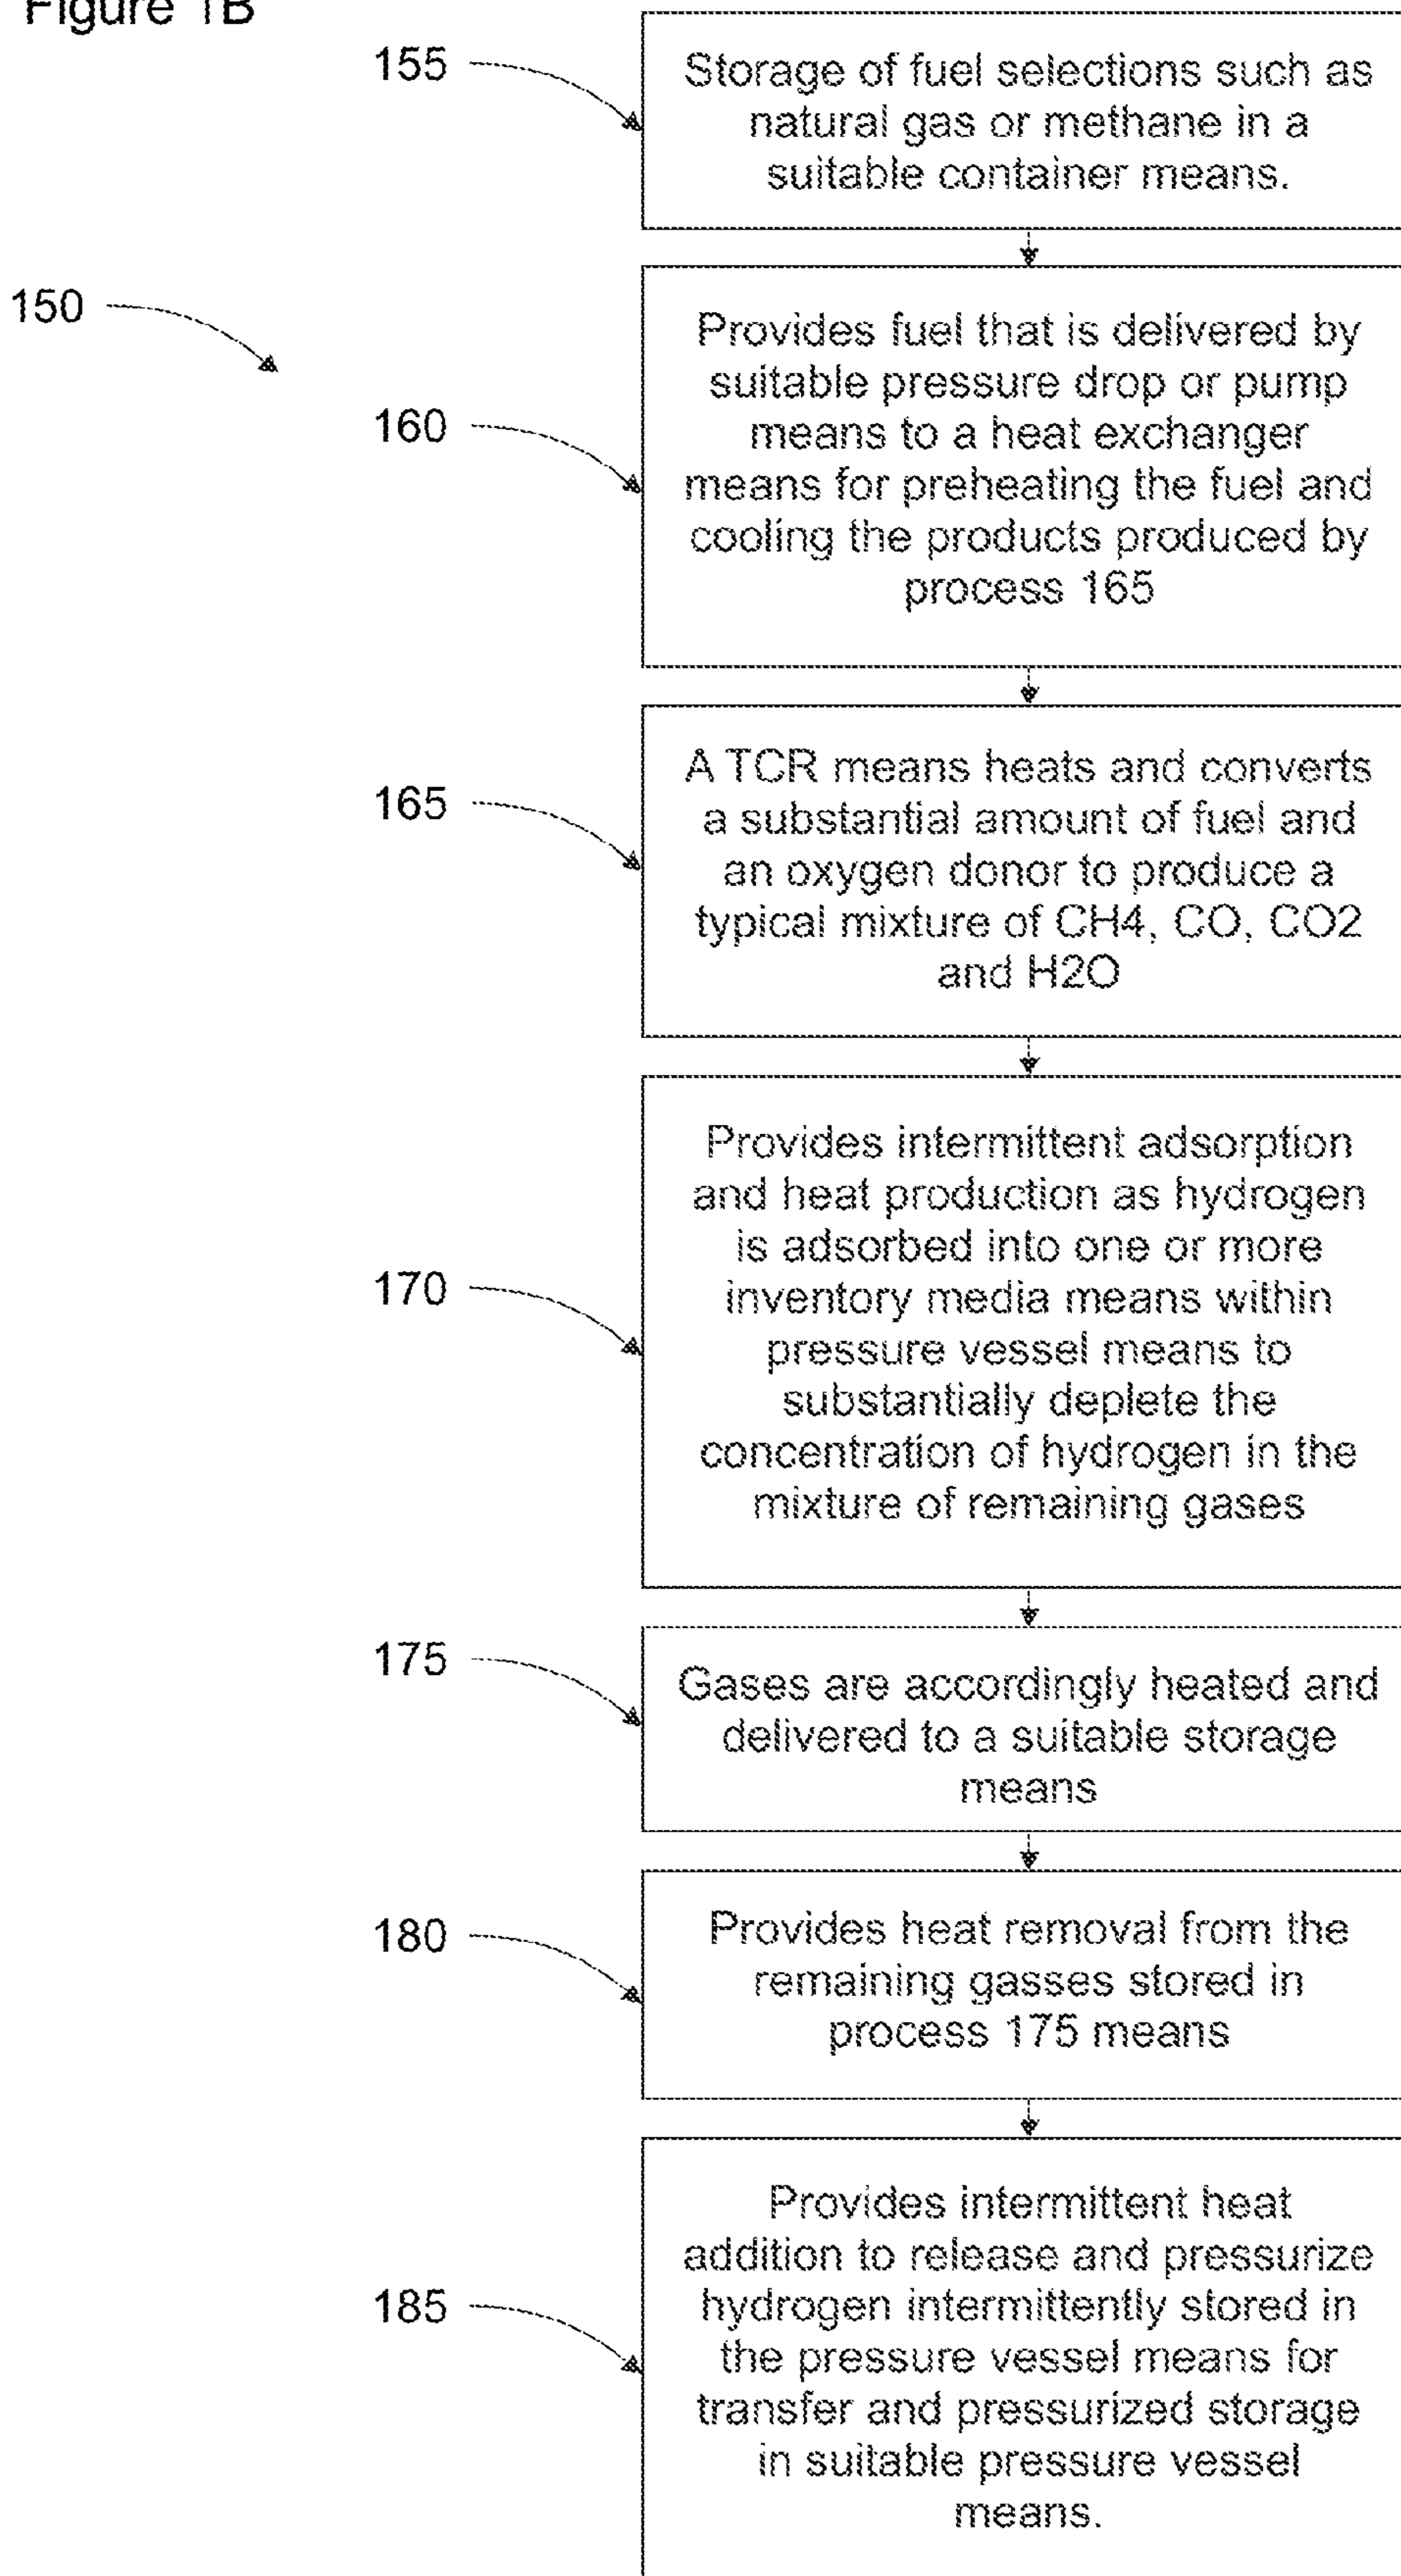 Figure 1B
155
Storage of fuel selections such as
natural gas or methane in a
suitable container means.
150
160
Provides fuel that is delivered by
suitable pressure drop or pump
means to a heat exchanger
means for preheating the fuel and
cooling the products produced by
process 165
165
A TCR means heats and converts
a substantial amount of fuel and
an oxygen donor to produce a
typical mixture of CH4, CO, CO2
and H2O
170
Provides intermittent adsorption
and heat production as hydrogen
is adsorbed into one or more
inventory media means within
pressure vessel means to
substantially deplete the
concentration of hydrogen in the
mixture of remaining gases
175
Gases are accordingly heated and
delivered to a suitable storage
means
180
Provides heat removal from the
remaining gasses stored in
process 175 means
185
Provides intermittent heat
addition to release and pressurize
hydrogen intermittently stored in
the pressure vessel means for
transfer and pressurized storage
in suitable pressure vessel
means.